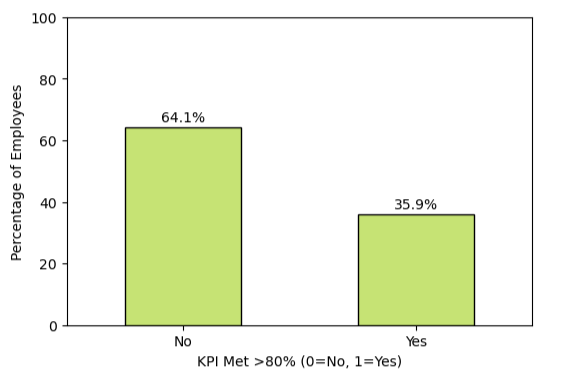 100
80
60
40
20
0
Percentage of Employees
64.1%
35.9%
No
Yes
KPI Met >80% (0=No, 1=Yes)